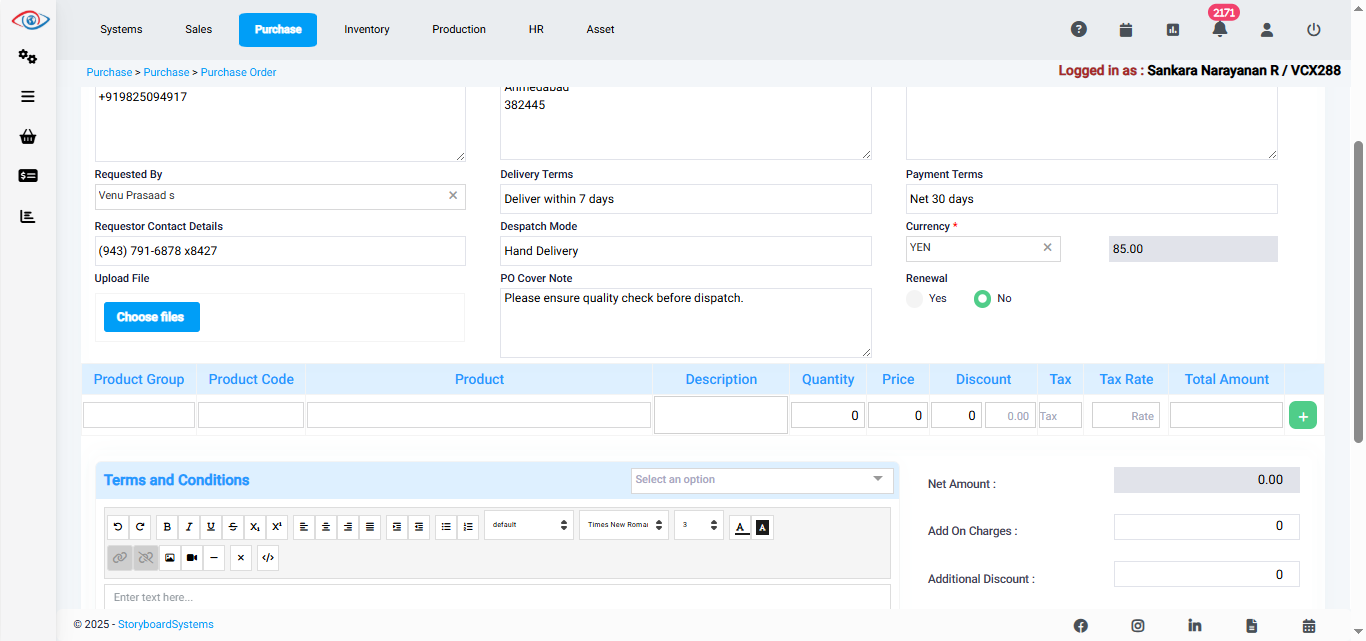 Systems
Sales
Purchase
Inventory
Production
HR
Asset
2171
Purchase > Purchase > Purchase Order
Logged in as : Sankara Narayanan R / VCX288
+919825094917
Ahmedabad
382445
Requested By
Delivery Terms
Payment Terms
Venu Prasaad s
Deliver within 7 days
Net 30 days
Requestor Contact Details
Despatch Mode
Currency *
(943) 791-6878 x8427
Hand Delivery
YEN
85.00
Upload File
PO Cover Note
Renewal
Choose files
Please ensure quality check before dispatch.
Yes
No
Product Group
Product Code
Product
Description
Quantity
Price
Discount
Tax
Tax Rate
Total Amount
0
0
0
0.00
Tax
Rate
+
Terms and Conditions
Select an option
Net Amount :
0.00
default
Times New Roma
3
Add On Charges :
0
Additional Discount :
0
Enter text here...
© 2025 - StoryboardSystems